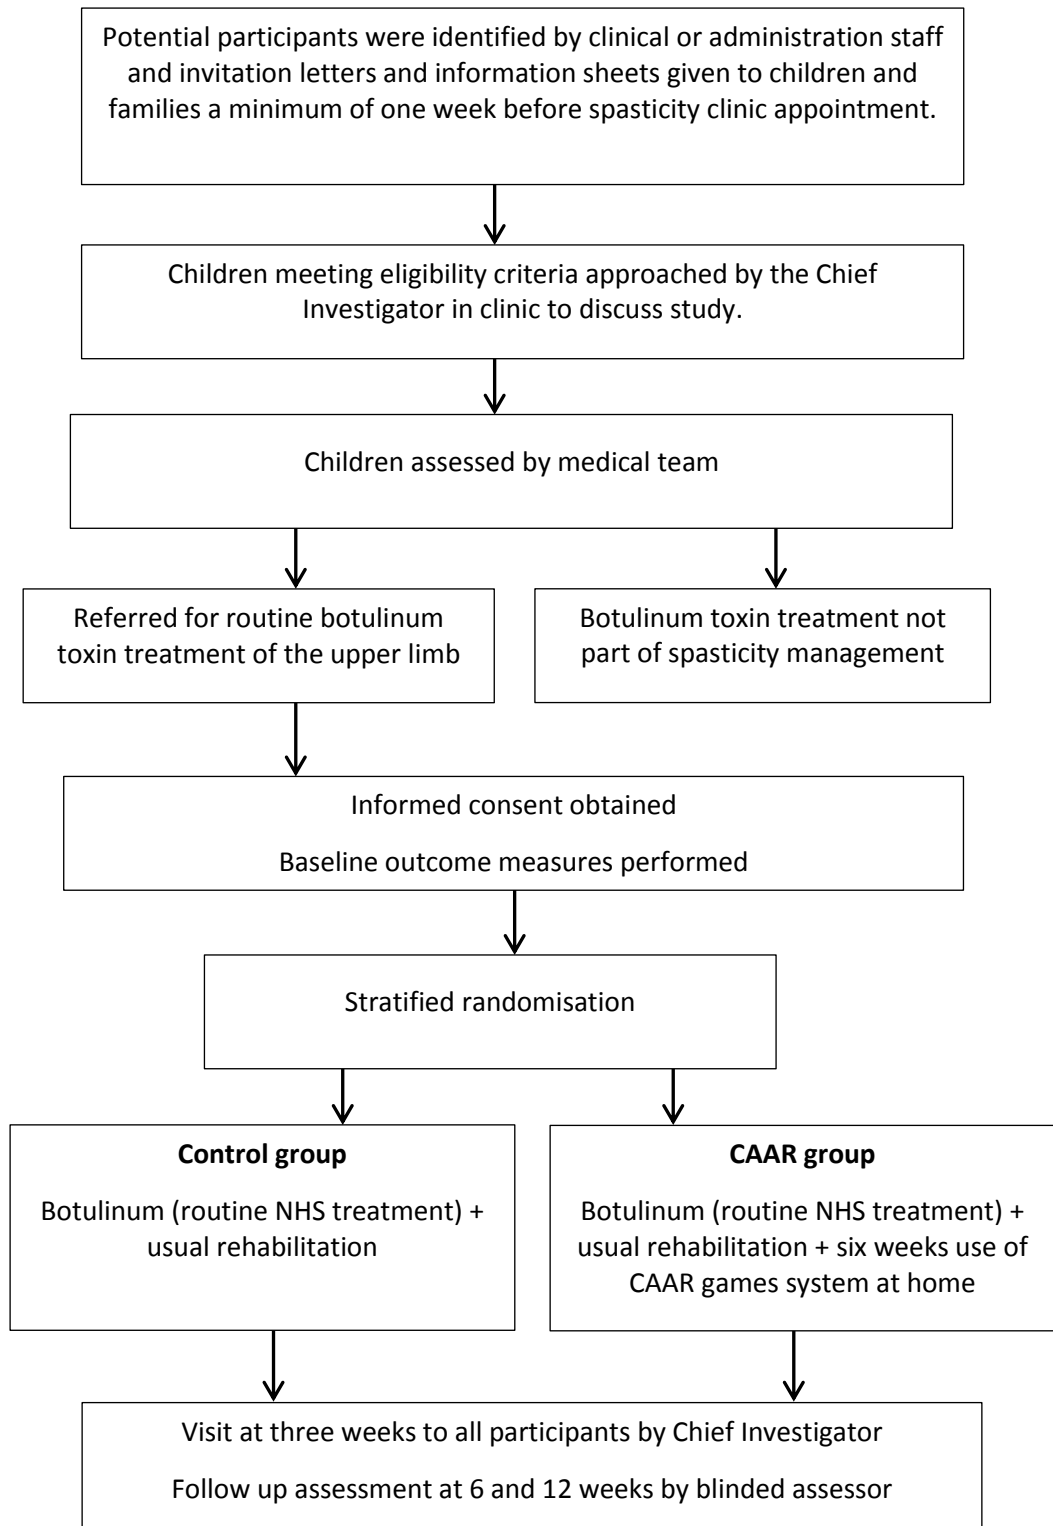 Potential participants were identified by clinical or administration staff
and invitation letters and information sheets given to children and
families a minimum of one week before spasticity clinic appointment.
Children meeting eligibility criteria approached by the Chief
Investigator in clinic to discuss study.
Children assessed by medical team
Referred for routine botulinum
toxin treatment of the upper limb
Botulinum toxin treatment not
part of spasticity management
Informed consent obtained
Baseline outcome measures performed
Stratified randomisation
Control group
Botulinum (routine NHS treatment) +
usual rehabilitation
CAAR group
Botulinum (routine NHS treatment) +
usual rehabilitation + six weeks use of
CAAR games system at home
Visit at three weeks to all participants by Chief Investigator
Follow up assessment at 6 and 12 weeks by blinded assessor